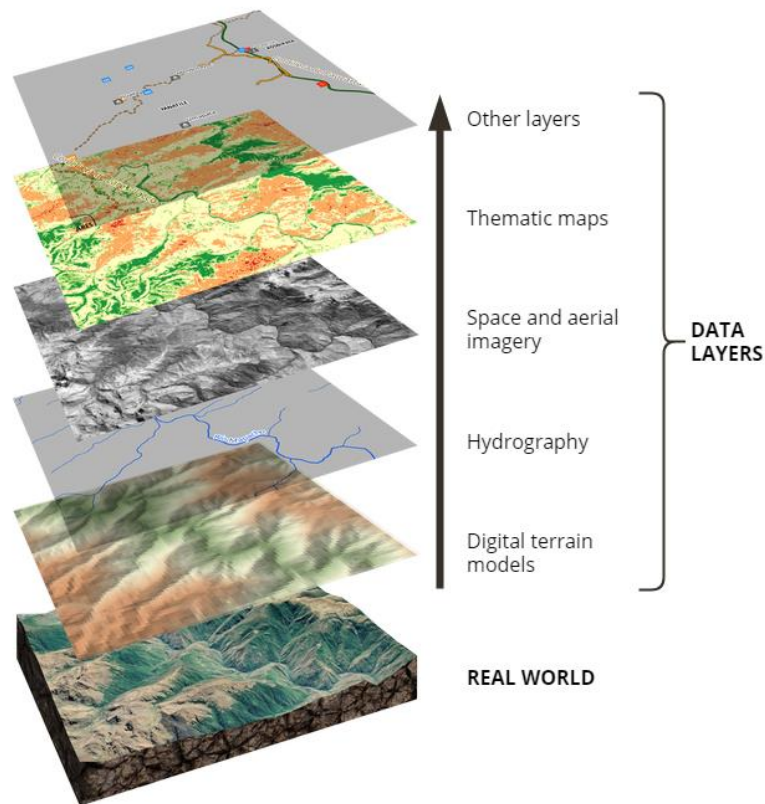 Other layers
Thematic maps
Space and aerial
imagery
DATA
LAYERS
Hydrography
Digital terrain
models
REAL WORLD